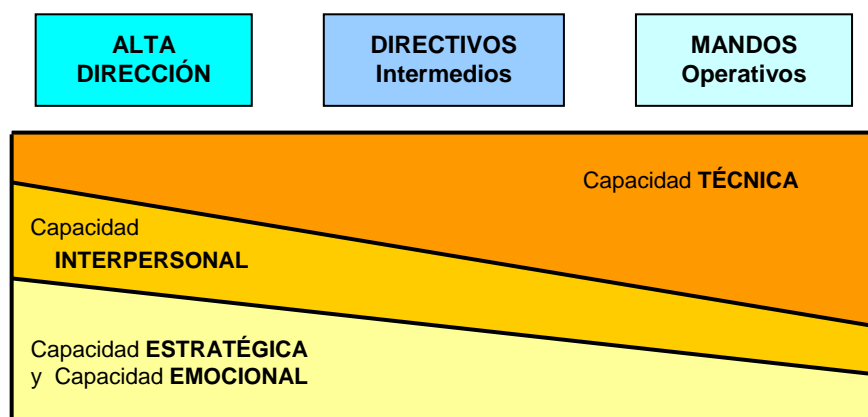 ALTA
DIRECCIÓN
DIRECTIVOS
Intermedios
MANDOS
Operativos
Capacidad TÉCNICA
Capacidad
INTERPERSONAL
Capacidad ESTRATÉGICA
y Capacidad EMOCIONAL